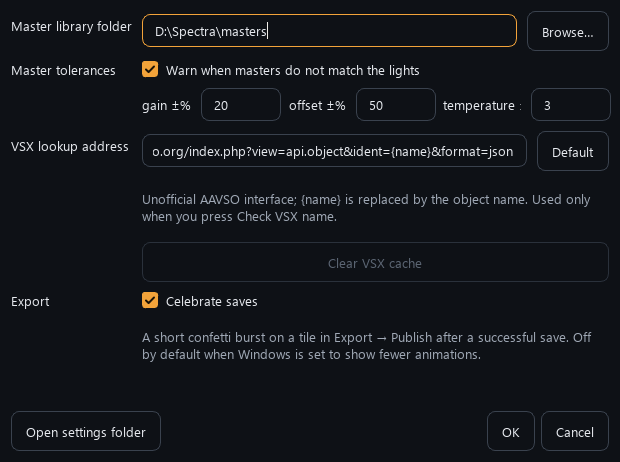 Master library folder D:\Spectra\masters Browse...
Master tolerances Warn when masters do not match the lights
gain ±% 20 offset ±% 50 temperature : 3
VSX lookup address o.org/index.php?view=api.object&ident={name}&format=json Default
Unofficial AAVSO interface; {name} is replaced by the object name. Used only
when you press Check VSX name.
Clear VSX cache
Export Celebrate saves
A short confetti burst on a tile in Export → Publish after a successful save. Off
by default when Windows is set to show fewer animations.
Open settings folder OK Cancel